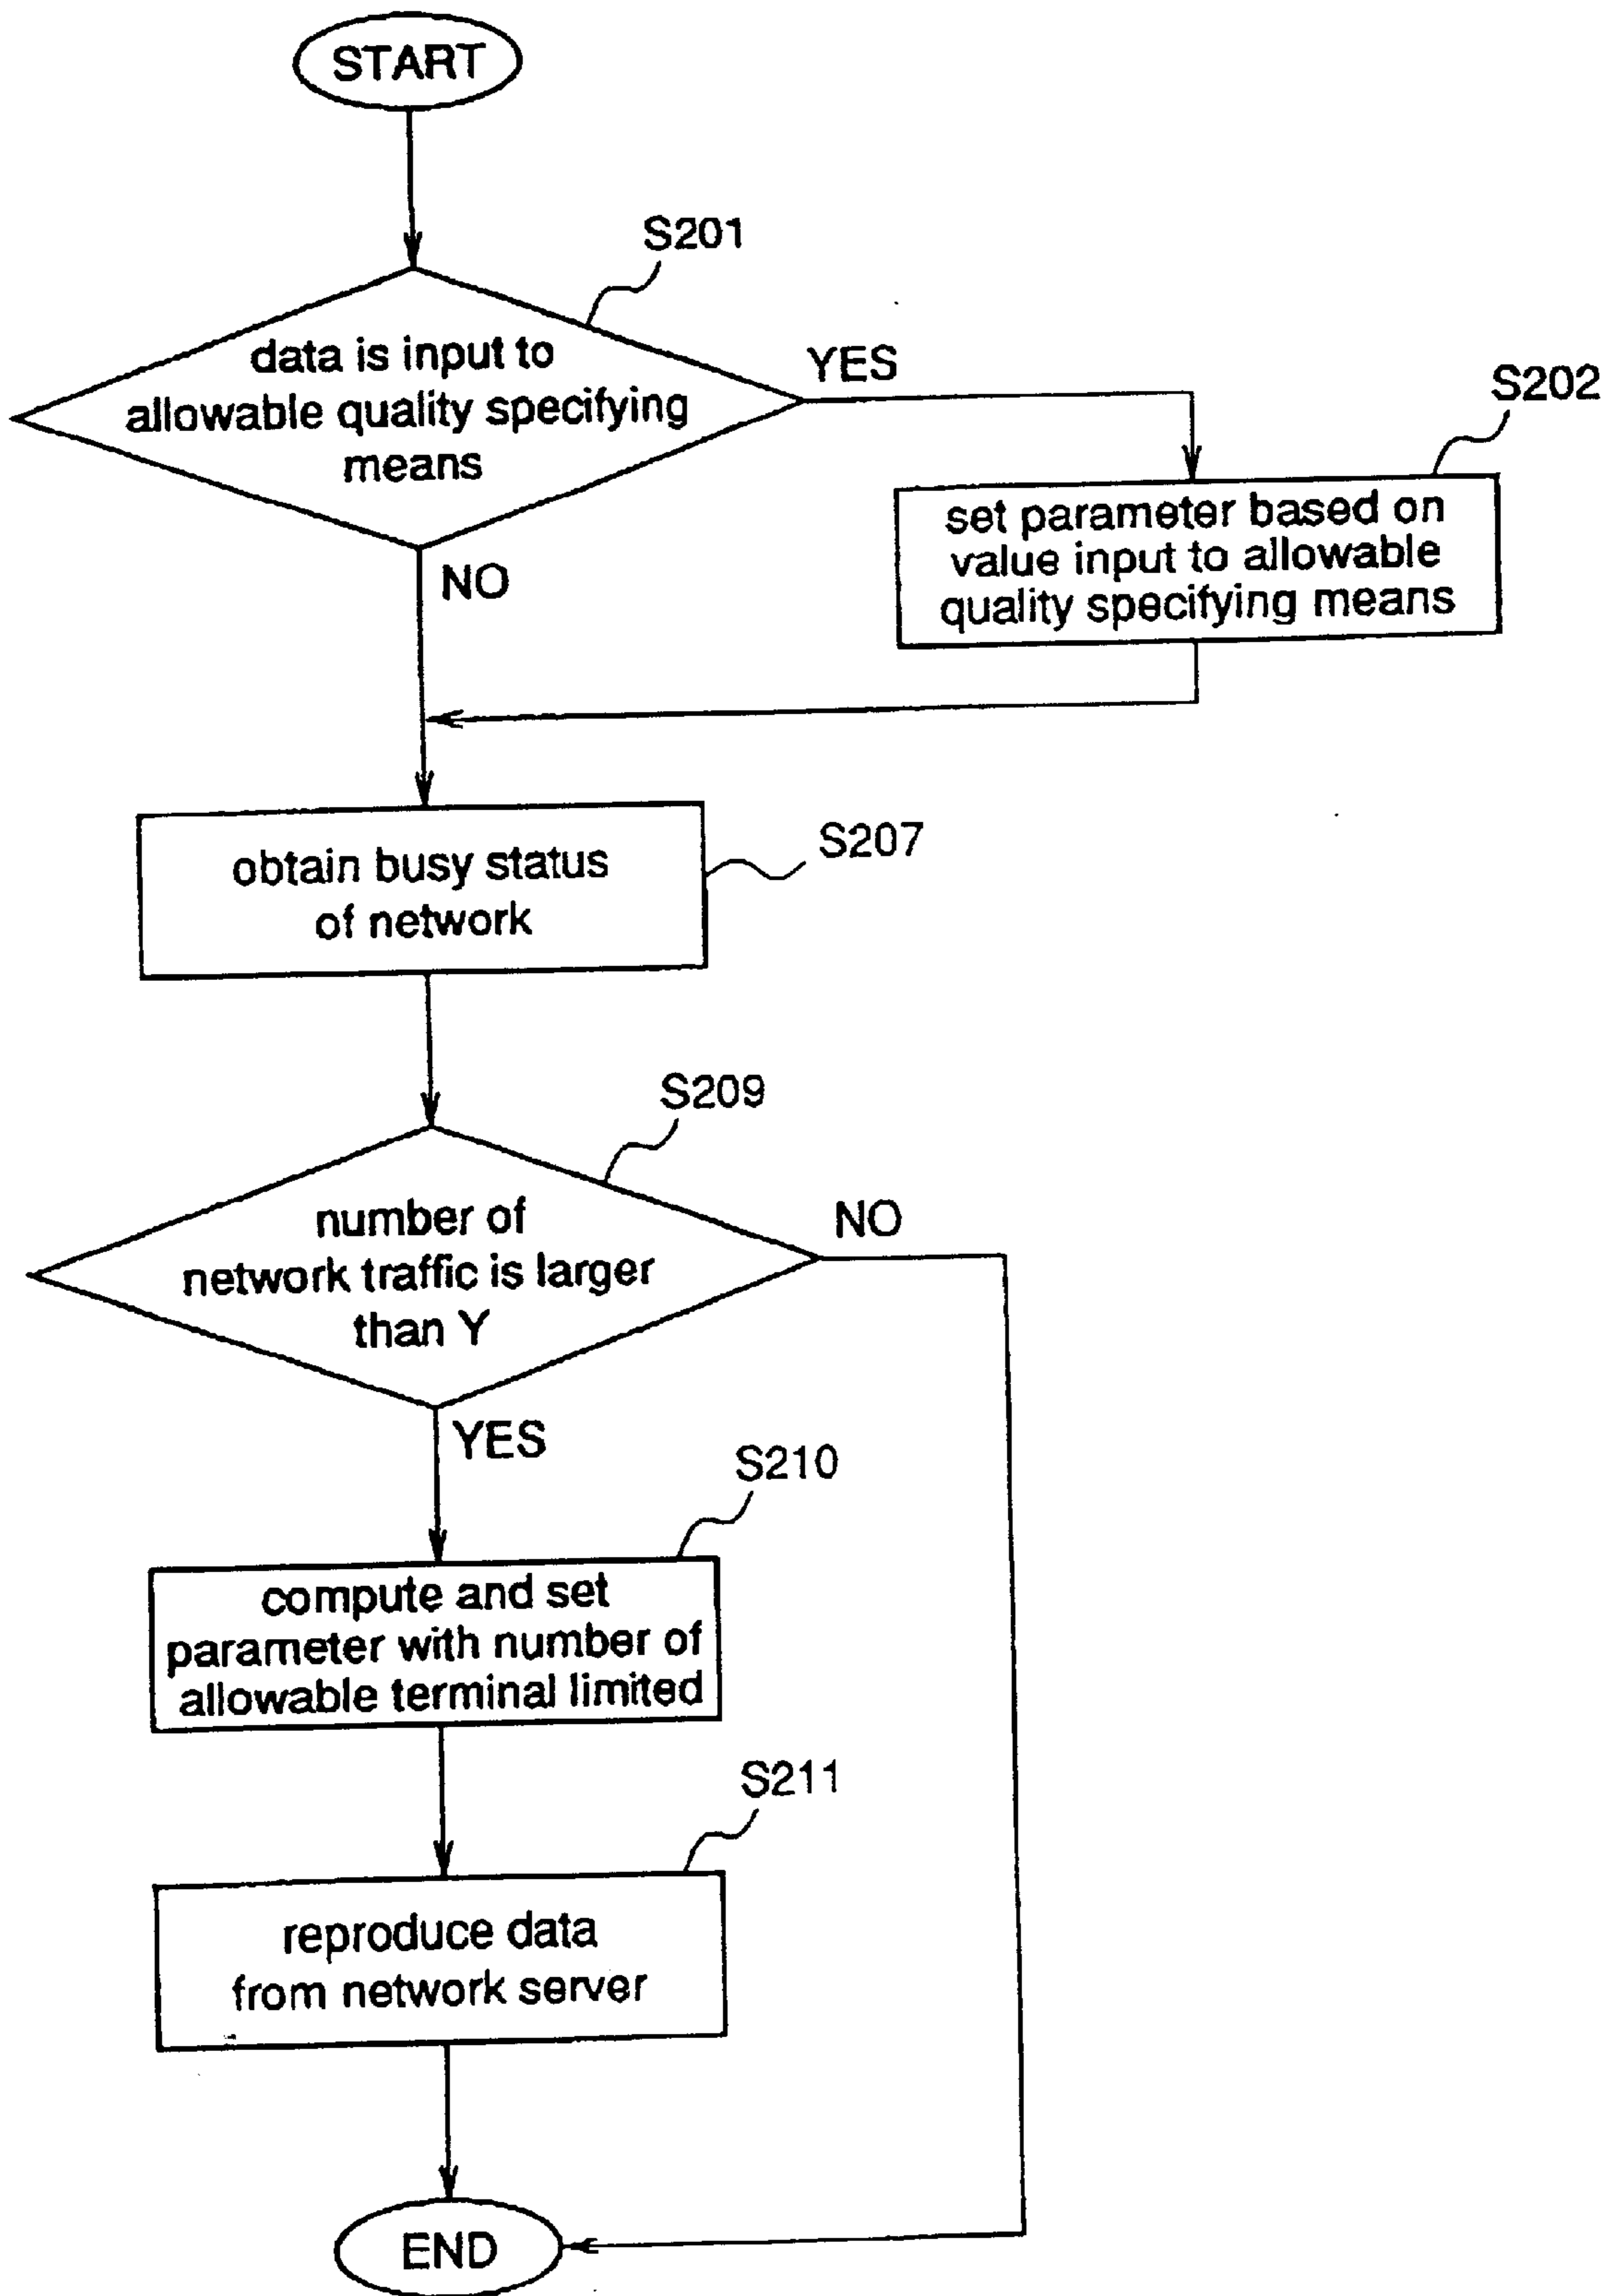 START
S201
data is input to
allowable quality specifying
means
YES
S202
set parameter based on
value input to allowable
quality specifying means
NO
obtain busy status
of network
S207
S209
number of
network traffic is larger
than Y
NO
YES
S210
compute and set
parameter with number of
allowable terminal limited
S211
reproduce data
from network server
END